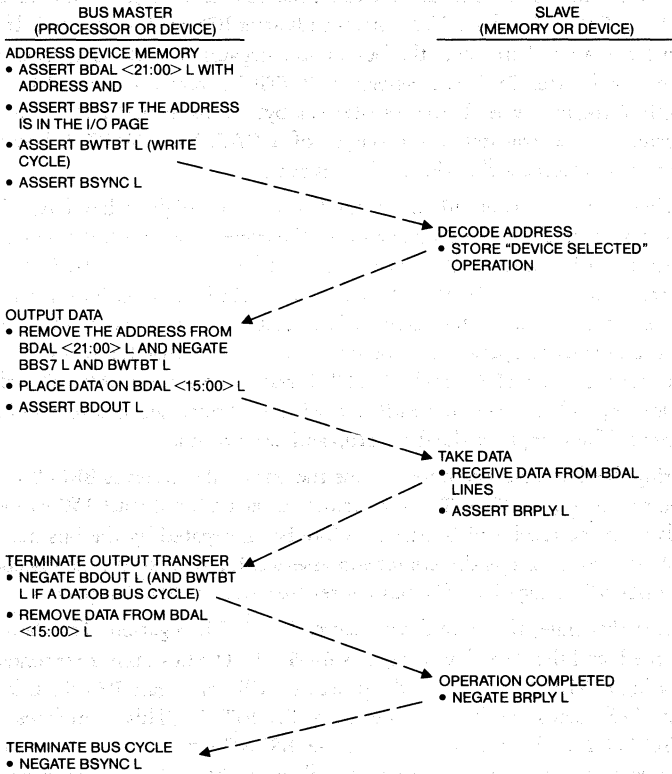 BUS MASTER
(PROCESSOR OR DEVICE)
SLAVE
(MEMORY OR DEVICE)
ADDRESS DEVICE MEMORY
• ASSERT BDAL <21:00> L WITH
ADDRESS AND
• ASSERT BBS7 IF THE ADDRESS
IS IN THE I/O PAGE
• ASSERT BWTBT L (WRITE
CYCLE)
• ASSERT BSYNC L
DECODE ADDRESS
• STORE “DEVICE SELECTED”
OPERATION
OUTPUT DATA
• REMOVE THE ADDRESS FROM
BDAL <21:00> L AND NEGATE
BBS7 L AND BWTBT L
• PLACE DATA ON BDAL <15:00> L
• ASSERT BDOUT L
TAKE DATA
• RECEIVE DATA FROM BDAL
LINES
• ASSERT BRPLY L
TERMINATE OUTPUT TRANSFER
• NEGATE BDOUT L (AND BWTBT
L IF A DATOB BUS CYCLE)
• REMOVE DATA FROM BDAL
<15:00> L
OPERATION COMPLETED
• NEGATE BRPLY L
TERMINATE BUS CYCLE
• NEGATE BSYNC L